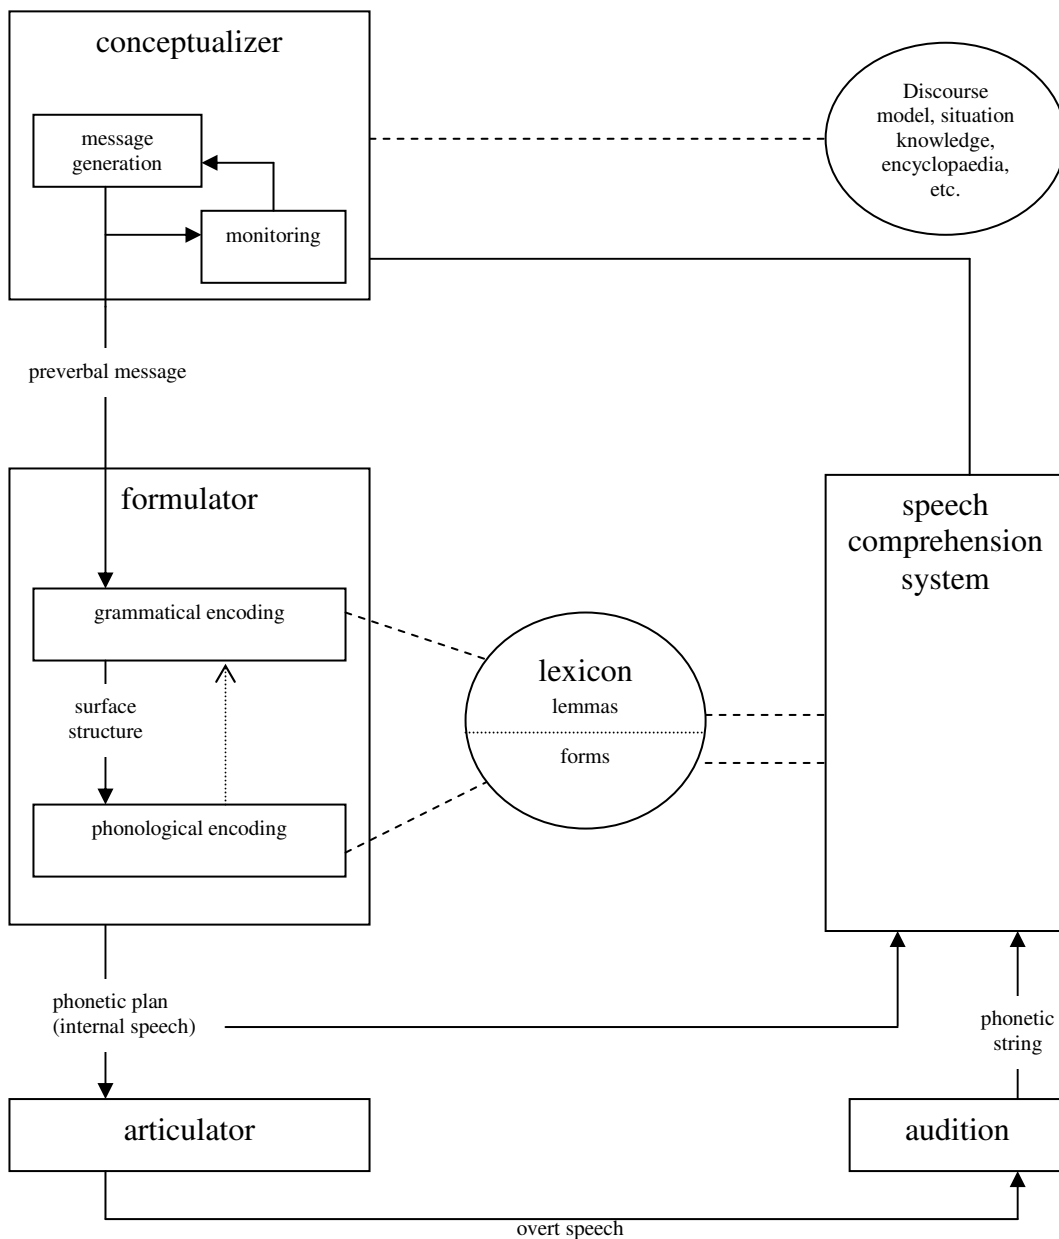 conceptualizer
message
generation
monitoring
Discourse
model, situation
knowledge,
encyclopaedia,
etc.
preverbal message
formulator
grammatical encoding
surface
structure
phonological encoding
lexicon
lemmas
forms
speech
comprehension
system
phonetic plan
(internal speech)
phonetic
string
articulator
audition
overt speech